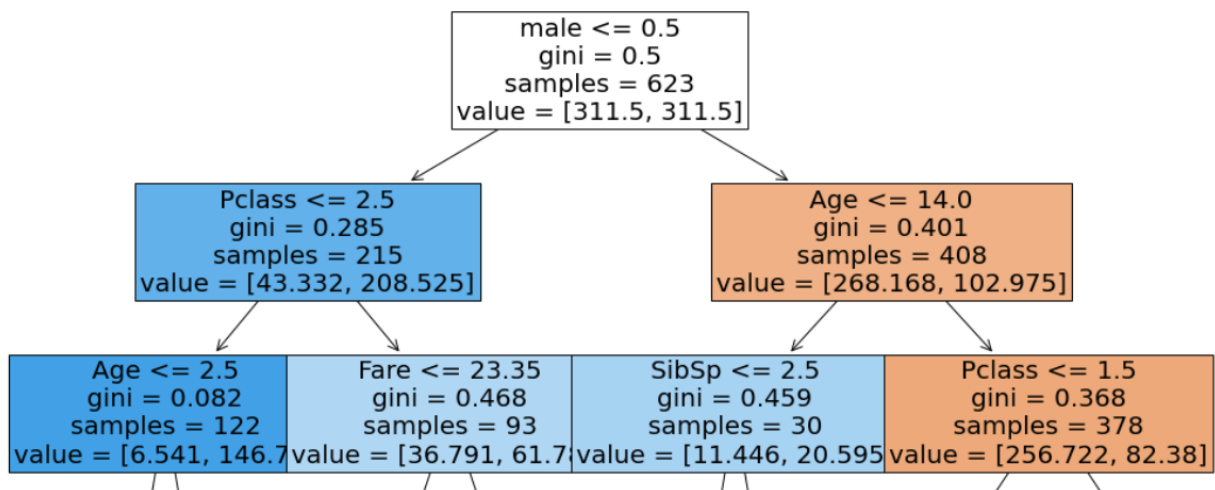 male <= 0.5
gini = 0.5
samples = 623
value = [311.5, 311.5]
Pclass <= 2.5
gini = 0.285
samples = 215
value = [43.332, 208.525]
Age <= 14.0
gini = 0.401
samples = 408
value = [268.168, 102.975]
Age <= 2.5
gini = 0.082
samples = 122
value = [6.541, 146.7
Fare <= 23.35
gini = 0.468
samples = 93
value = [36.791, 61.7
SibSp <= 2.5
gini = 0.459
samples = 30
value = [11.446, 20.595
Pclass <= 1.5
gini = 0.368
samples = 378
value = [256.722, 82.38]